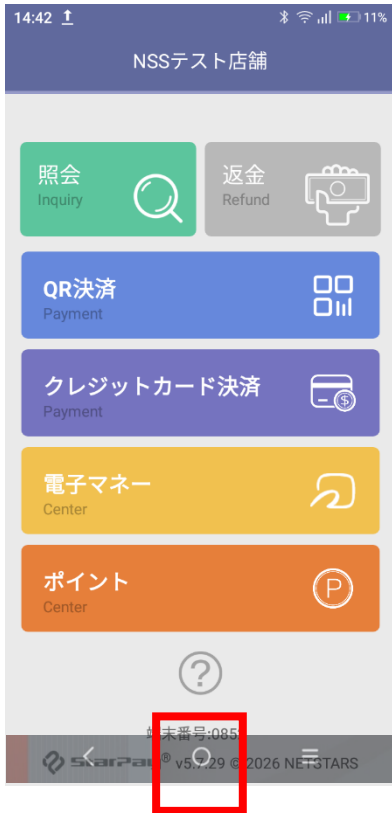 14:42 11%
NSSテスト店舗
照会
Inquiry
返金
Refund
QR決済
Payment
クレジットカード決済
Payment
電子マネー
Center
ポイント
Center
端末番号:085
StarPay® v5.7.29 © 2026 NETSTARS